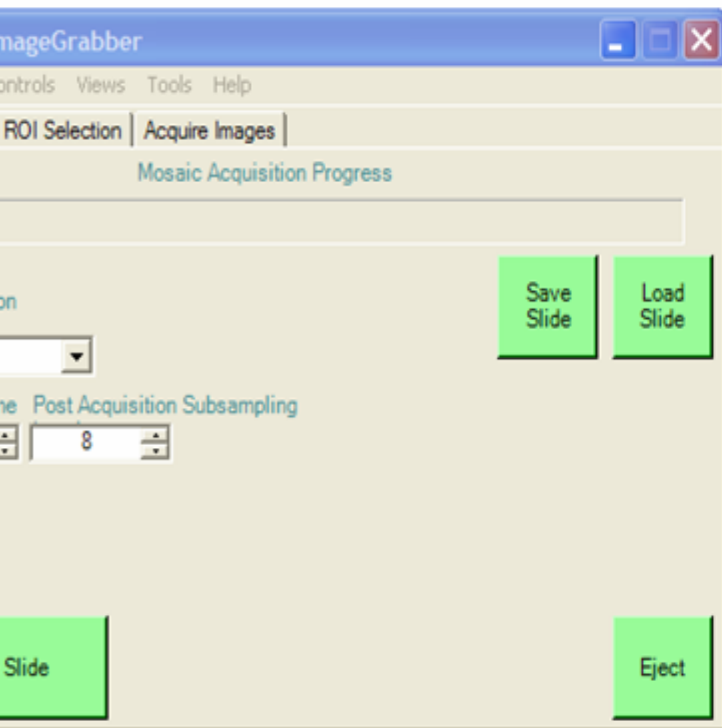 mageGrabber
ontrols Views Tools Help
ROI Selection Acquire Images
Mosaic Acquisition Progress
Save
Slide
Load
Slide
on
ne Post Acquisition Subsampling
8
Slide
Eject